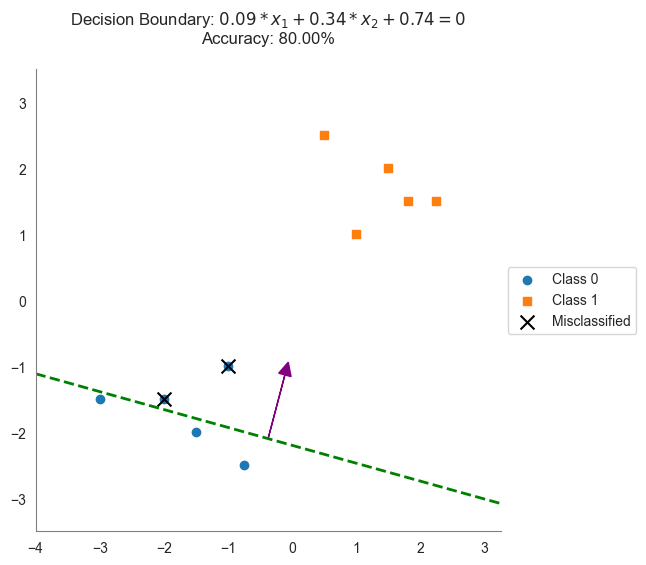 Decision Boundary: 0.09 * x₁ + 0.34 * x₂ + 0.74 = 0
Accuracy: 80.00%
3
2
1
0
−1
−2
−3
−4 −3 −2 −1 0 1 2 3
Class 0
Class 1
Misclassified